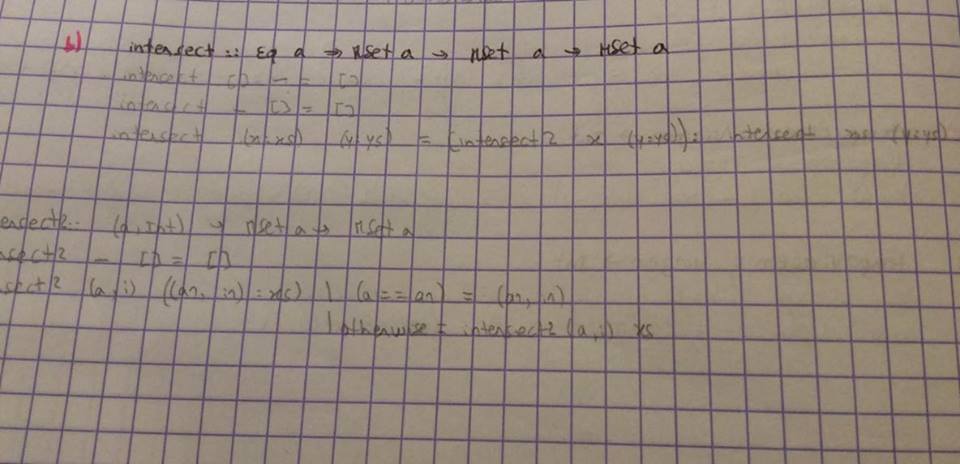 b) intersect :: Eq a → Mset a → Mset a → Mset a
intersect [] _ = []
intersect _ [] = []
intersect (x:xs) (y:ys) = (intersect2 x (y:ys)) : intersect xs (y:ys)
ersect2:: (a, Int) → Mset a → Mset a
rsect2 _ [] = []
sect2 (a, i) ((an, in) : xs) | (a == an) = (an, in)
| otherwise = intersect2 (a, i) xs